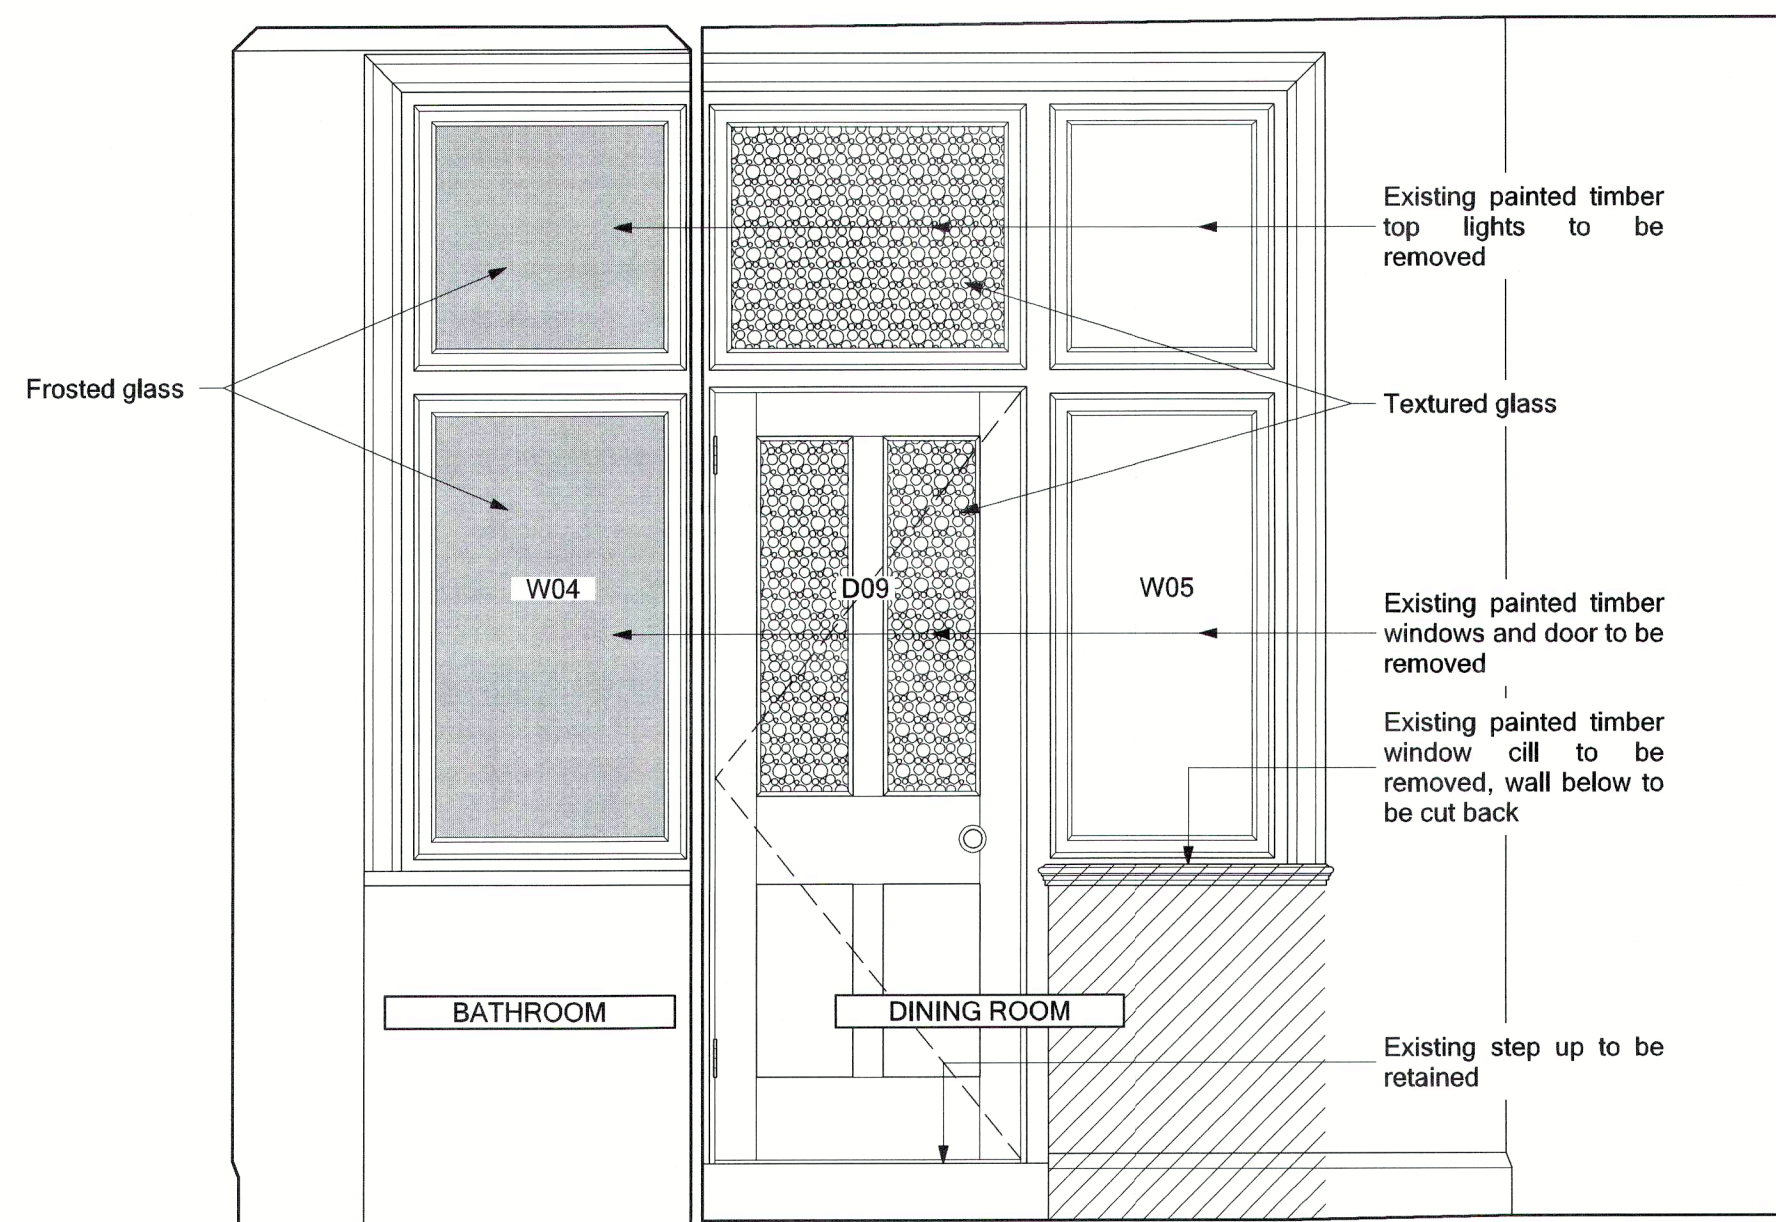 Existing painted timber
top lights to be
removed
Frosted glass
Textured glass
W04
D09
W05
Existing painted timber
windows and door to be
removed
Existing painted timber
window cill to be
removed, wall below to
be cut back
BATHROOM
DINING ROOM
Existing step up to be
retained